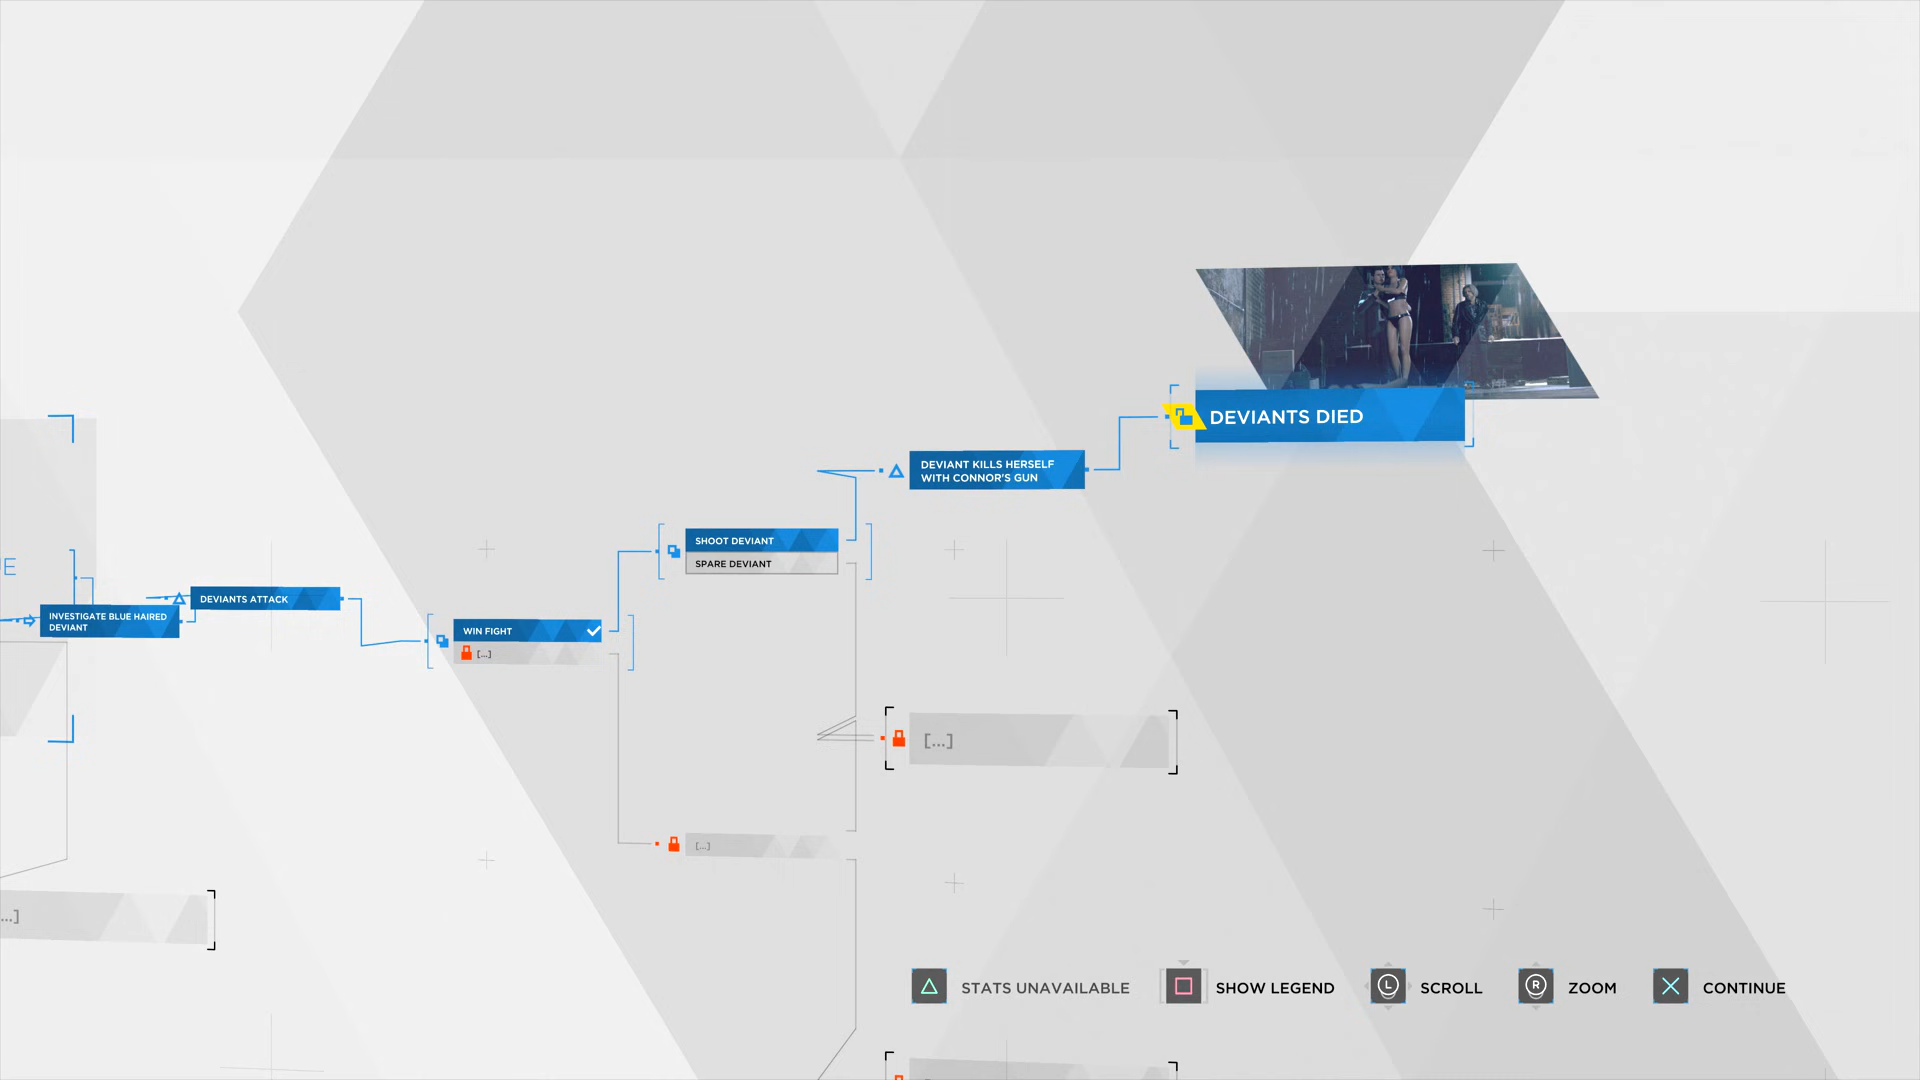 DEVIANTS DIED
DEVIANT KILLS HERSELF
WITH CONNOR'S GUN
SHOOT DEVIANT
SPARE DEVIANT
E
DEVIANTS ATTACK
INVESTIGATE BLUE HAIRED
DEVIANT
WIN FIGHT
[...]
[...]
[...]
...]
STATS UNAVAILABLE
SHOW LEGEND
L
SCROLL
R
ZOOM
CONTINUE